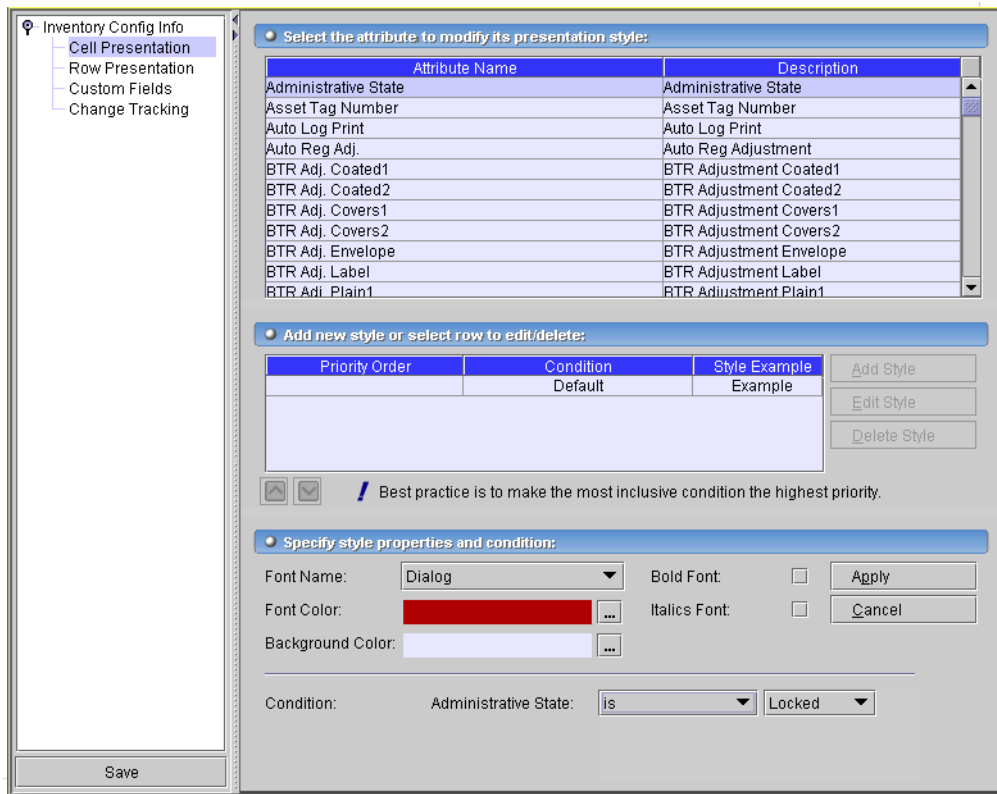 Inventory Config Info
Cell Presentation
Row Presentation
Custom Fields
Change Tracking
Save
Select the attribute to modify its presentation style:
Attribute Name Description
Administrative State Administrative State
Asset Tag Number Asset Tag Number
Auto Log Print Auto Log Print
Auto Reg Adj. Auto Reg Adjustment
BTR Adj. Coated1 BTR Adjustment Coated1
BTR Adj. Coated2 BTR Adjustment Coated2
BTR Adj. Covers1 BTR Adjustment Covers1
BTR Adj. Covers2 BTR Adjustment Covers2
BTR Adj. Envelope BTR Adjustment Envelope
BTR Adj. Label BTR Adjustment Label
BTR Adj. Plain1 BTR Adjustment Plain1
Add new style or select row to edit/delete:
Priority Order Condition Style Example
Default Example
Add Style
Edit Style
Delete Style
! Best practice is to make the most inclusive condition the highest priority.
Specify style properties and condition:
Font Name: Dialog Bold Font: Apply
Font Color: ... Italics Font: Cancel
Background Color: ...
Condition: Administrative State: is Locked